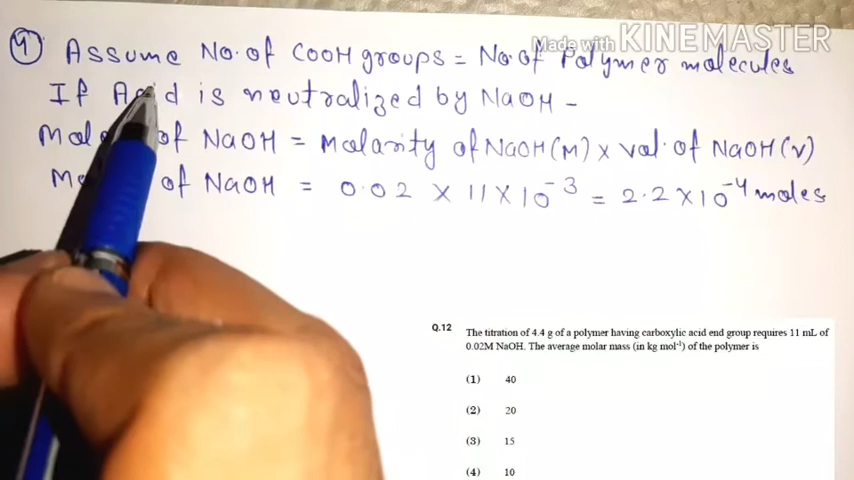 Made with KINEMASTER
(4) Assume No. of COOH groups = No. of Polymer molecules
If Acid is neutralized by NaOH -
of NaOH = Molarity of NaOH (M) x vol. of NaOH (V)
of NaOH = 0.02 × 11 × 10⁻³ = 2.2 × 10⁻⁴ moles
Q.12 The titration of 4.4 g of a polymer having carboxylic acid end group requires 11 mL of
0.02M NaOH. The average molar mass (in kg mol⁻¹) of the polymer is
(1) 40
(2) 20
(3) 15
(4) 10